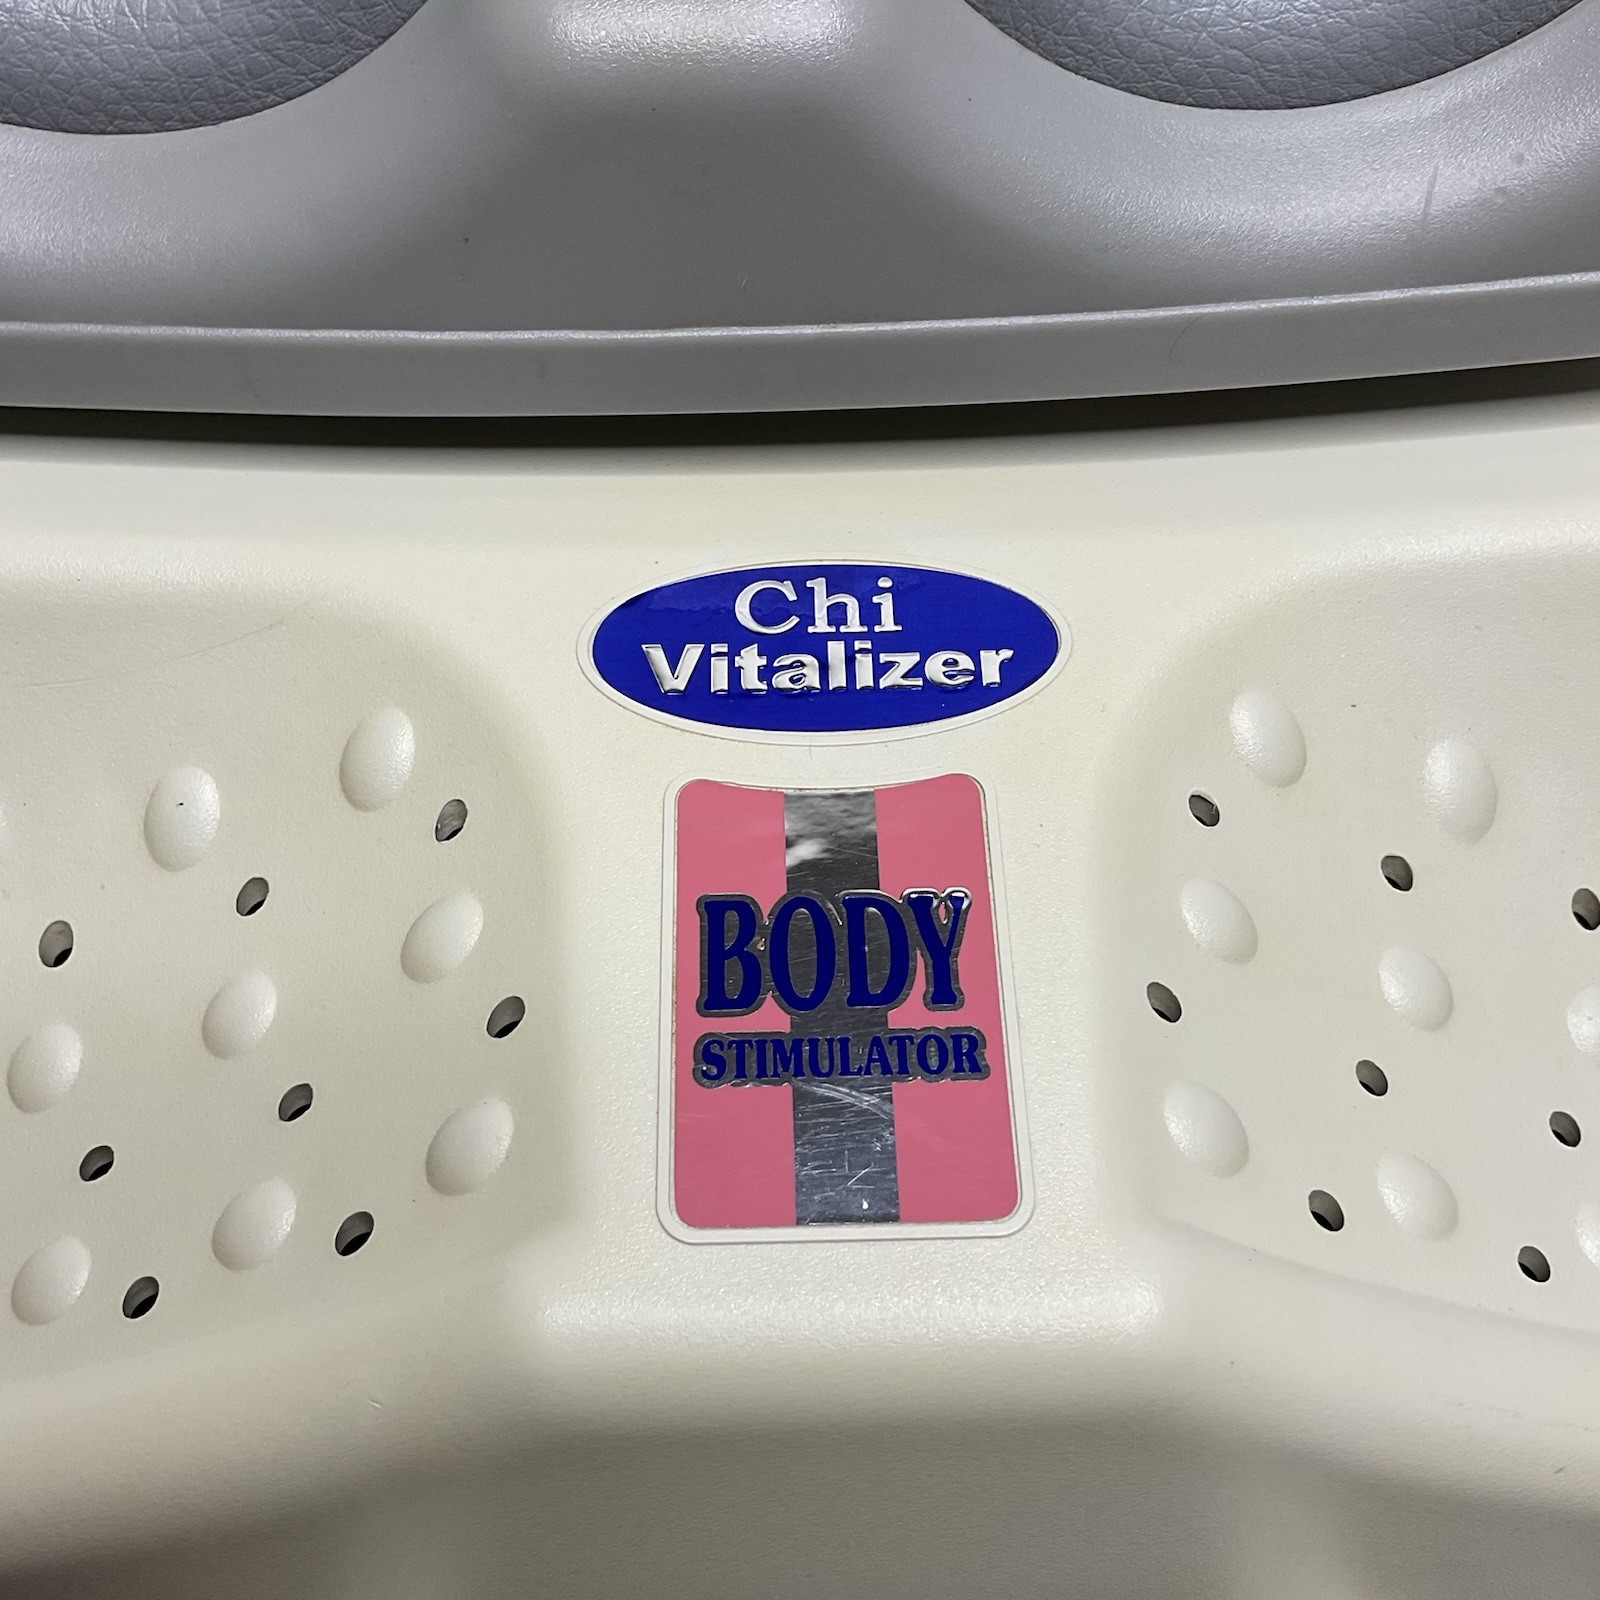 Chi
Vitalizer
BODY
STIMULATOR